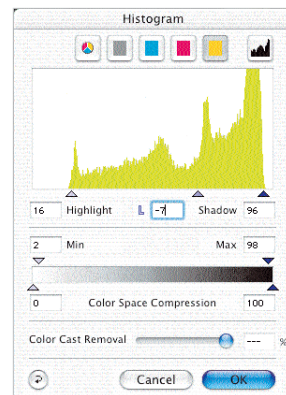 Histogram
16 Highlight L -7 Shadow 96
2 Min Max 98
0 Color Space Compression 100
Color Cast Removal --- %
Cancel OK